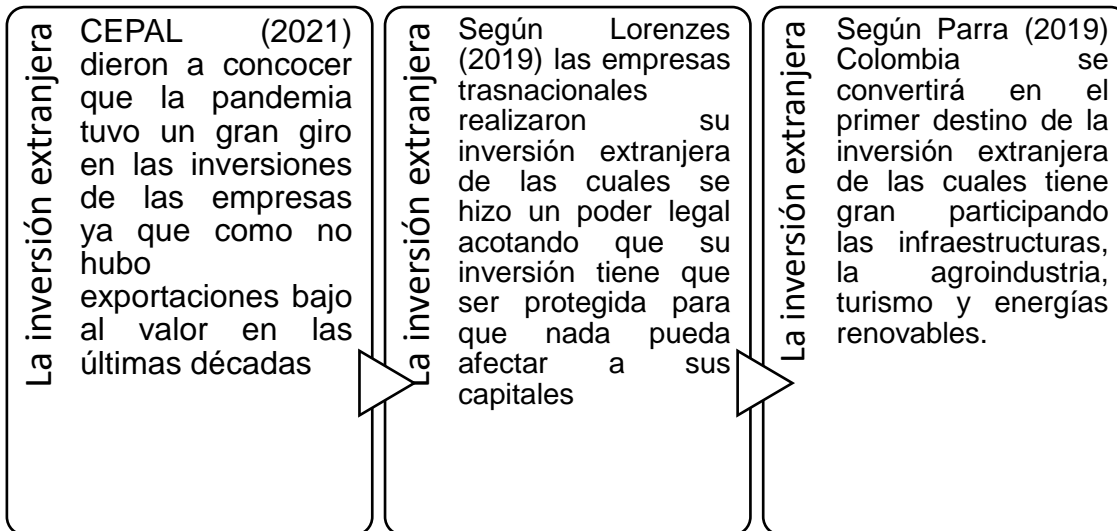 La inversión extranjera
CEPAL (2021)
dieron a concocer
que la pandemia
tuvo un gran giro
en las inversiones
de las empresas
ya que como no
hubo
exportaciones bajo
al valor en las
últimas décadas
La inversión extranjera
Según Lorenzes
(2019) las empresas
trasnacionales
realizaron su
inversión extranjera
de las cuales se
hizo un poder legal
acotando que su
inversión tiene que
ser protegida para
que nada pueda
afectar a sus
capitales
La inversión extranjera
Según Parra (2019)
Colombia se
convertirá en el
primer destino de la
inversión extranjera
de las cuales tiene
gran participando
las infraestructuras,
la agroindustria,
turismo y energías
renovables.